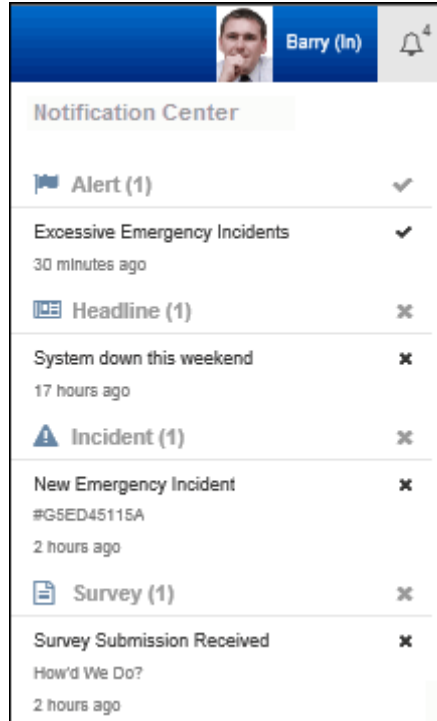 Barry (In)
4
Notification Center
Alert (1)
Excessive Emergency Incidents
30 minutes ago
Headline (1)
System down this weekend
17 hours ago
Incident (1)
New Emergency Incident
#G5ED45115A
2 hours ago
Survey (1)
Survey Submission Received
How'd We Do?
2 hours ago